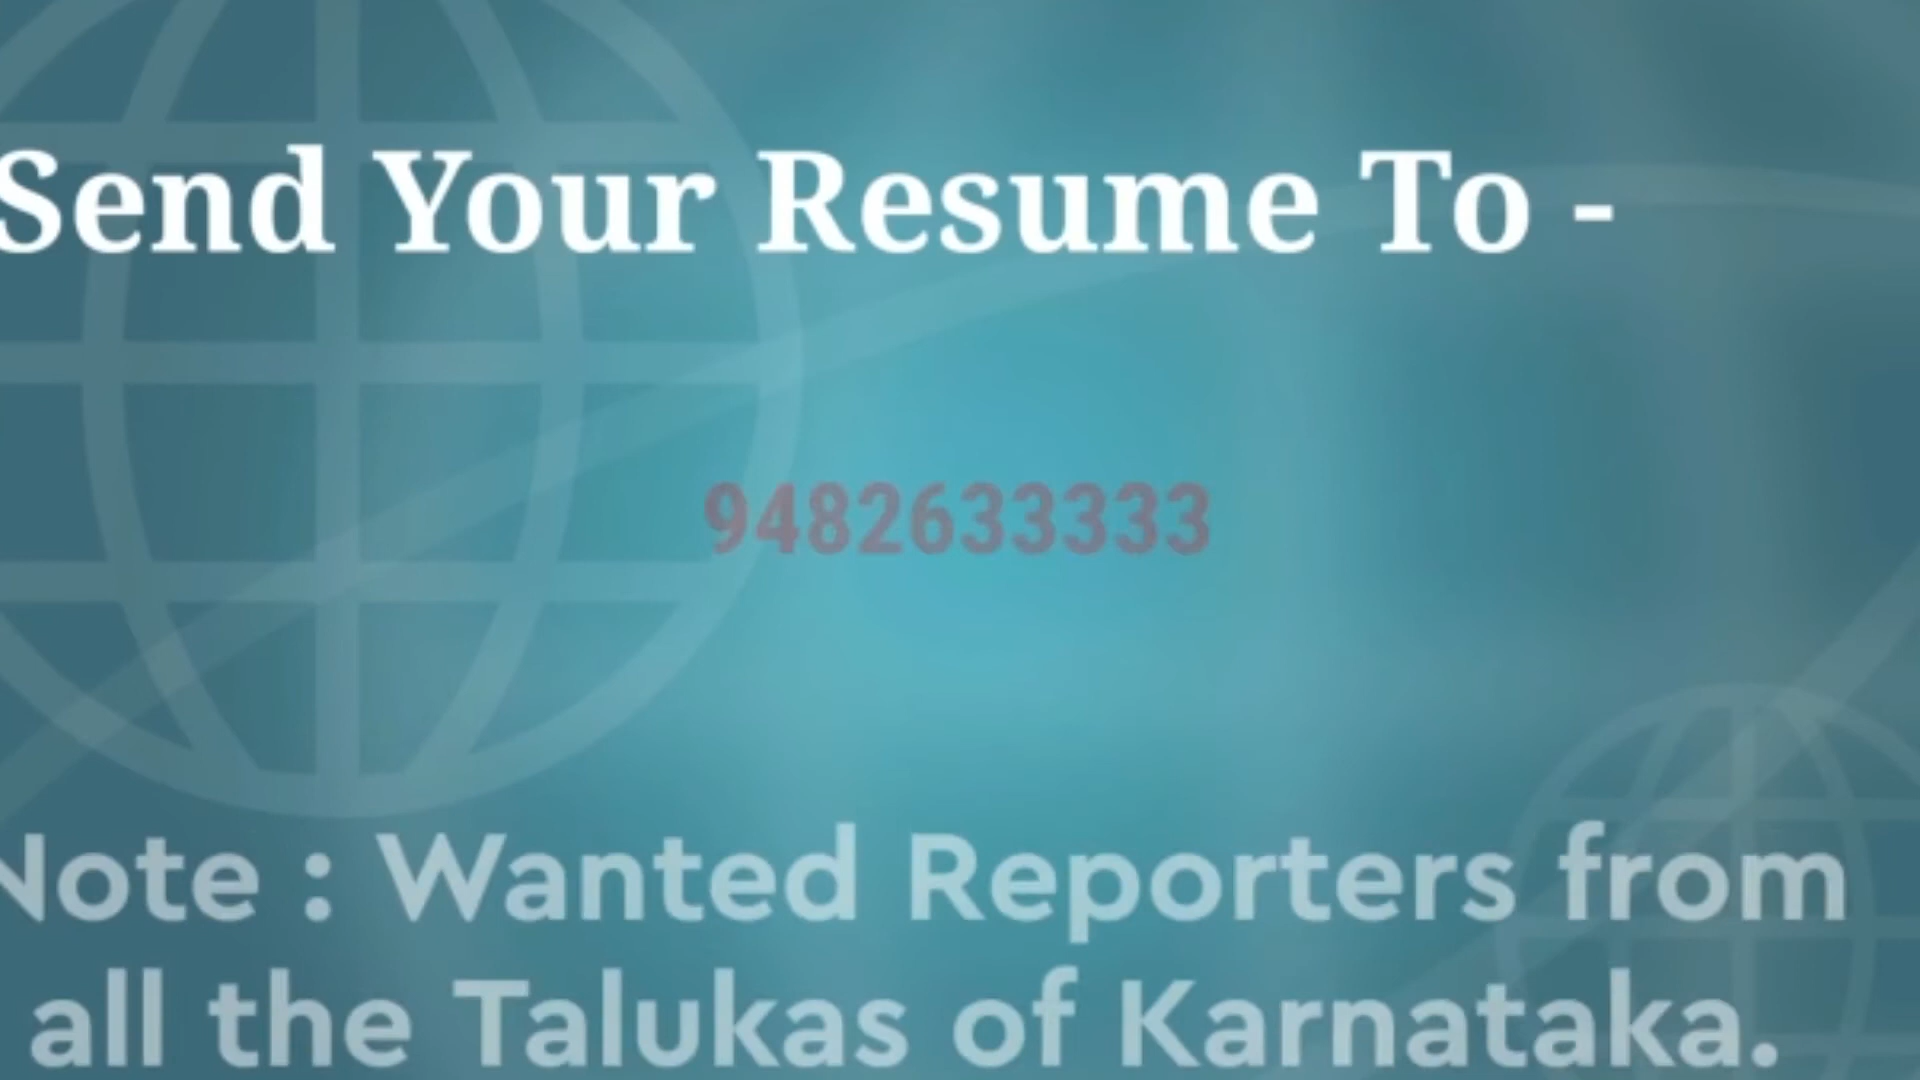 Send Your Resume To -
9482633333
Note : Wanted Reporters from
all the Talukas of Karnataka.